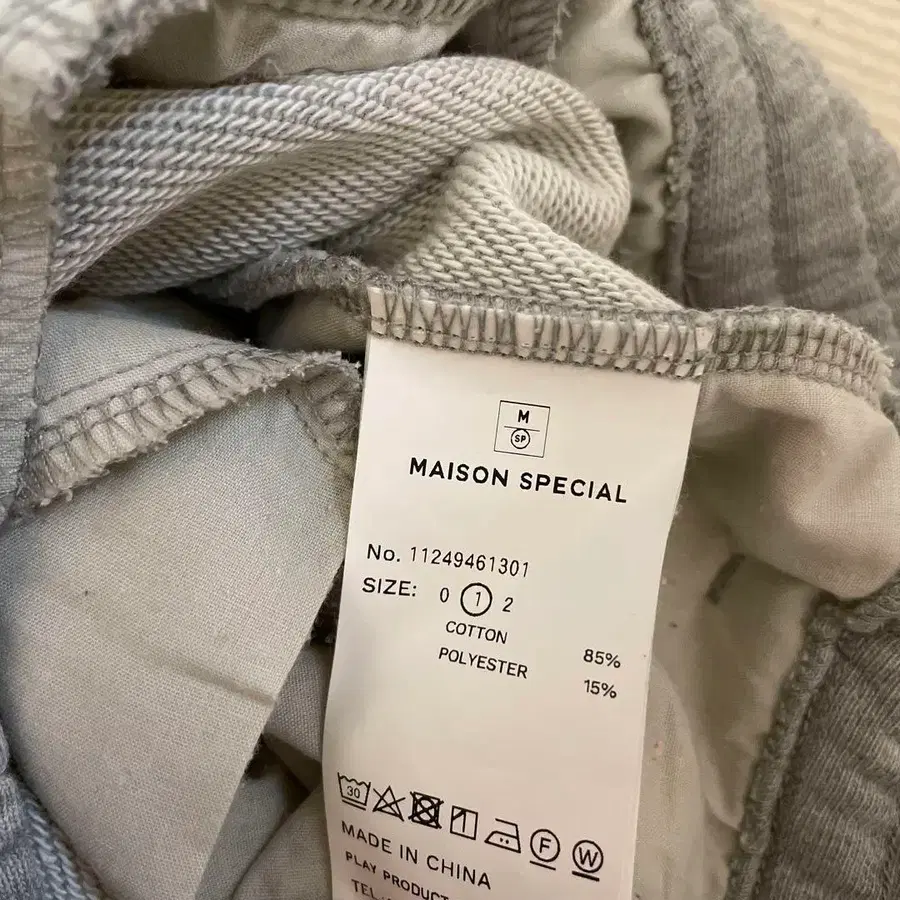 M
SP
MAISON SPECIAL
No. 11249461301
SIZE: 0 1 2
COTTON 85%
POLYESTER 15%
30
F W
MADE IN CHINA
PLAY PRODUCT
TEL